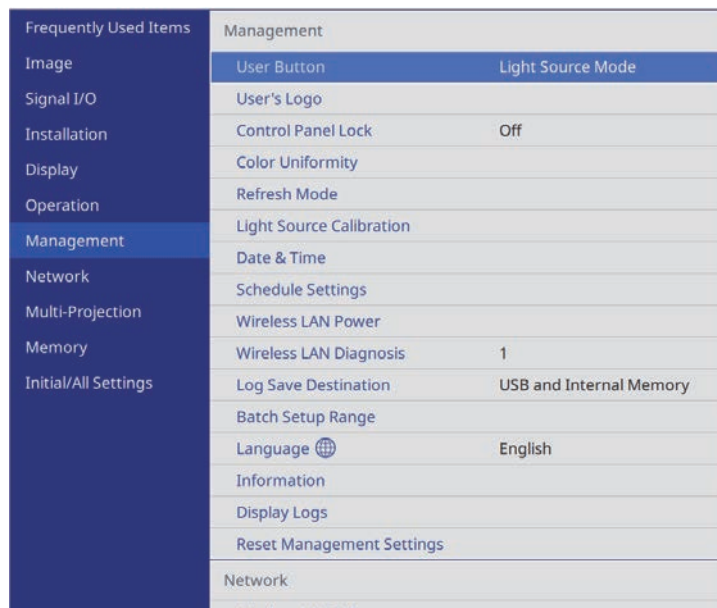 Frequently Used Items
Image
Signal I/O
Installation
Display
Operation
Management
Network
Multi-Projection
Memory
Initial/All Settings
Management
User Button Light Source Mode
User's Logo
Control Panel Lock Off
Color Uniformity
Refresh Mode
Light Source Calibration
Date & Time
Schedule Settings
Wireless LAN Power
Wireless LAN Diagnosis 1
Log Save Destination USB and Internal Memory
Batch Setup Range
Language English
Information
Display Logs
Reset Management Settings
Network